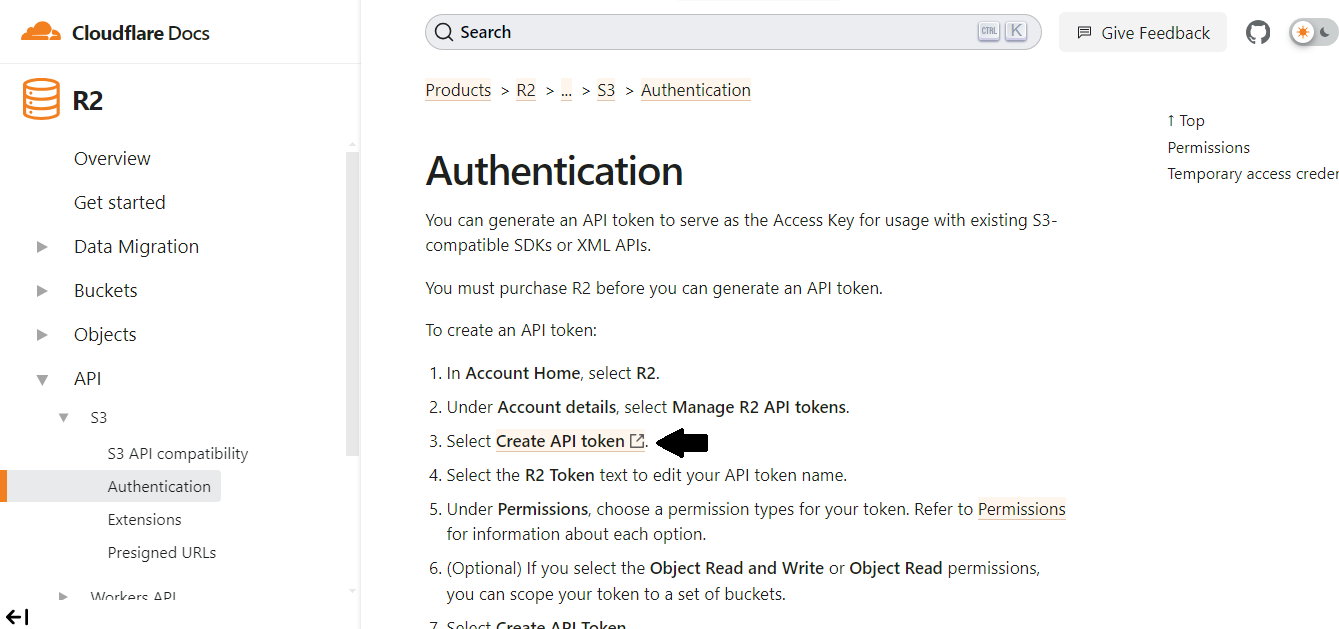 Cloudflare Docs
Search
CTRL K
Give Feedback
R2
Overview
Get started
Data Migration
Buckets
Objects
API
S3
S3 API compatibility
Authentication
Extensions
Presigned URLs
Workers API
Products > R2 > ... > S3 > Authentication
Authentication
You can generate an API token to serve as the Access Key for usage with existing S3-
compatible SDKs or XML APIs.
You must purchase R2 before you can generate an API token.
To create an API token:
1. In Account Home, select R2.
2. Under Account details, select Manage R2 API tokens.
3. Select Create API token.
4. Select the R2 Token text to edit your API token name.
5. Under Permissions, choose a permission types for your token. Refer to Permissions
for information about each option.
6. (Optional) If you select the Object Read and Write or Object Read permissions,
you can scope your token to a set of buckets.
7. Select Create API Token.
↑ Top
Permissions
Temporary access creder